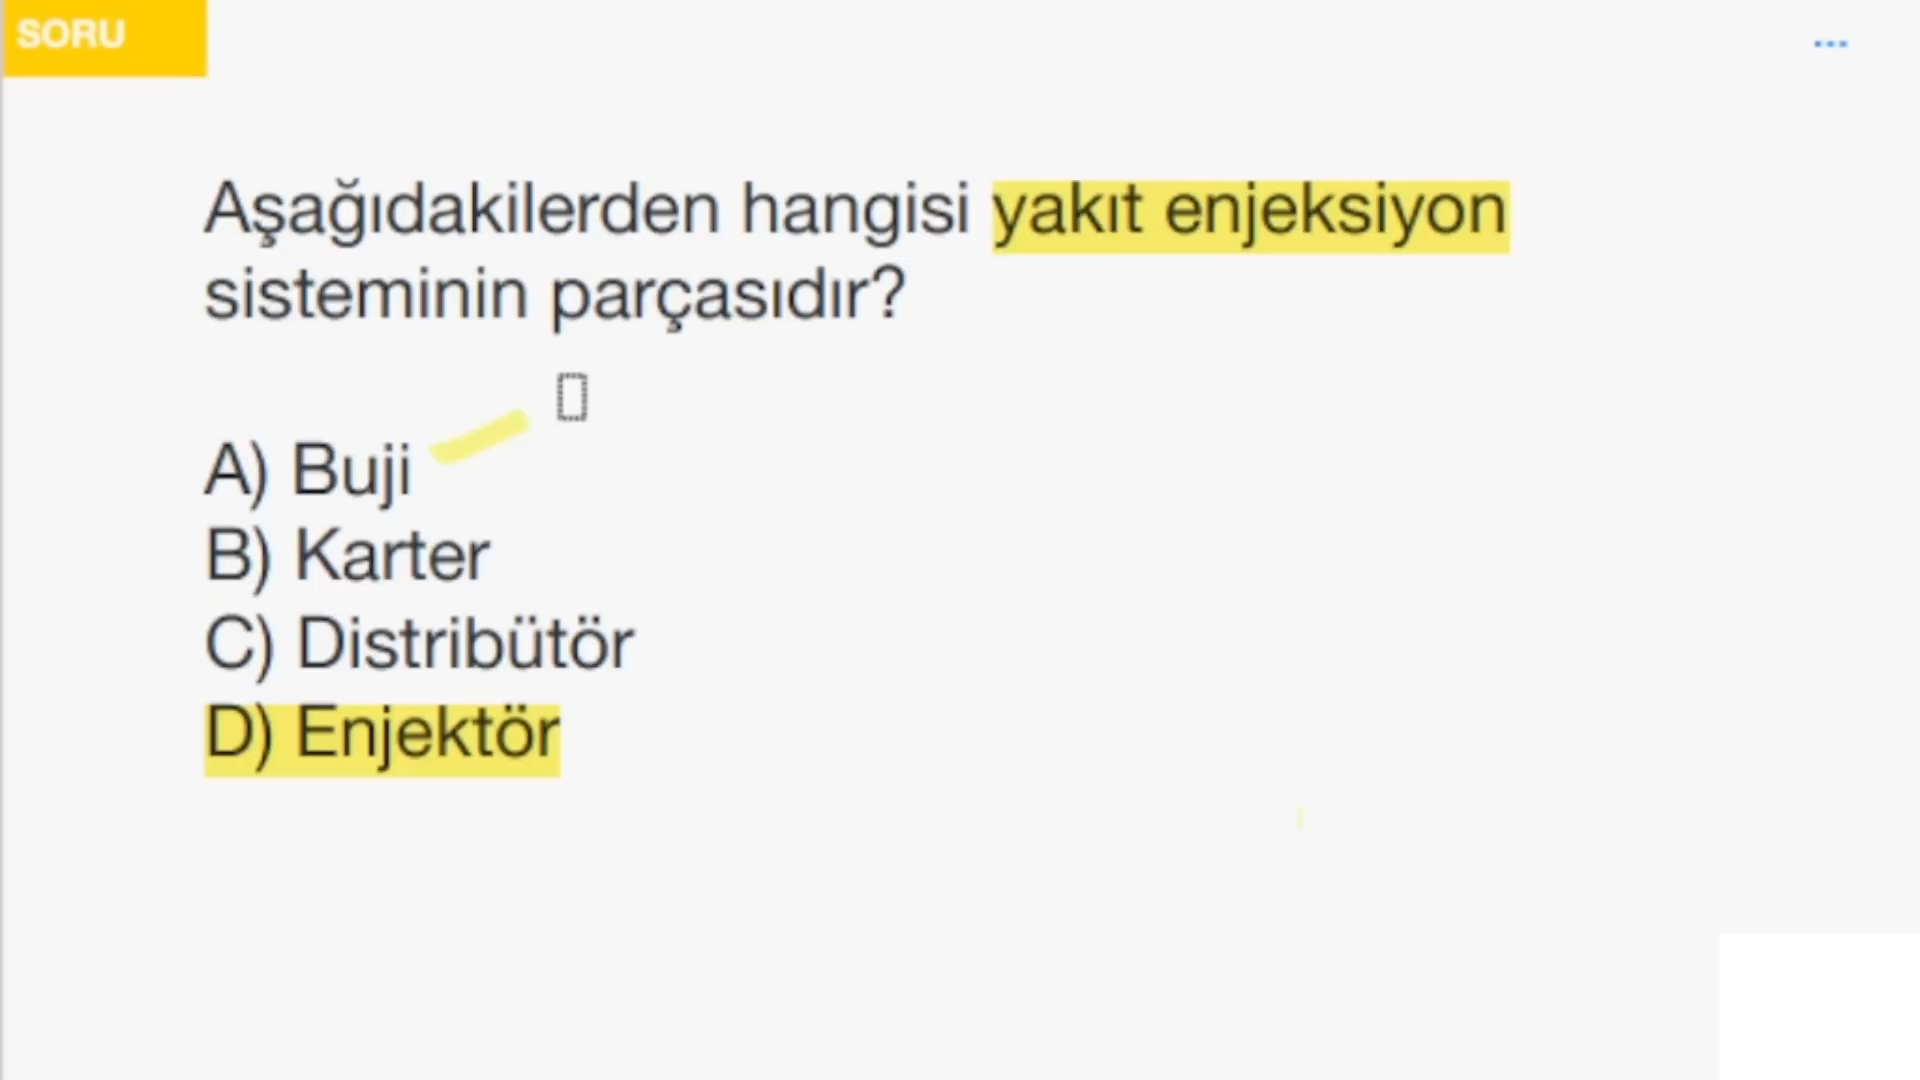 SORU
Aşağıdakilerden hangisi yakıt enjeksiyon
sisteminin parçasıdır?
A) Buji
B) Karter
C) Distribütör
D) Enjektör